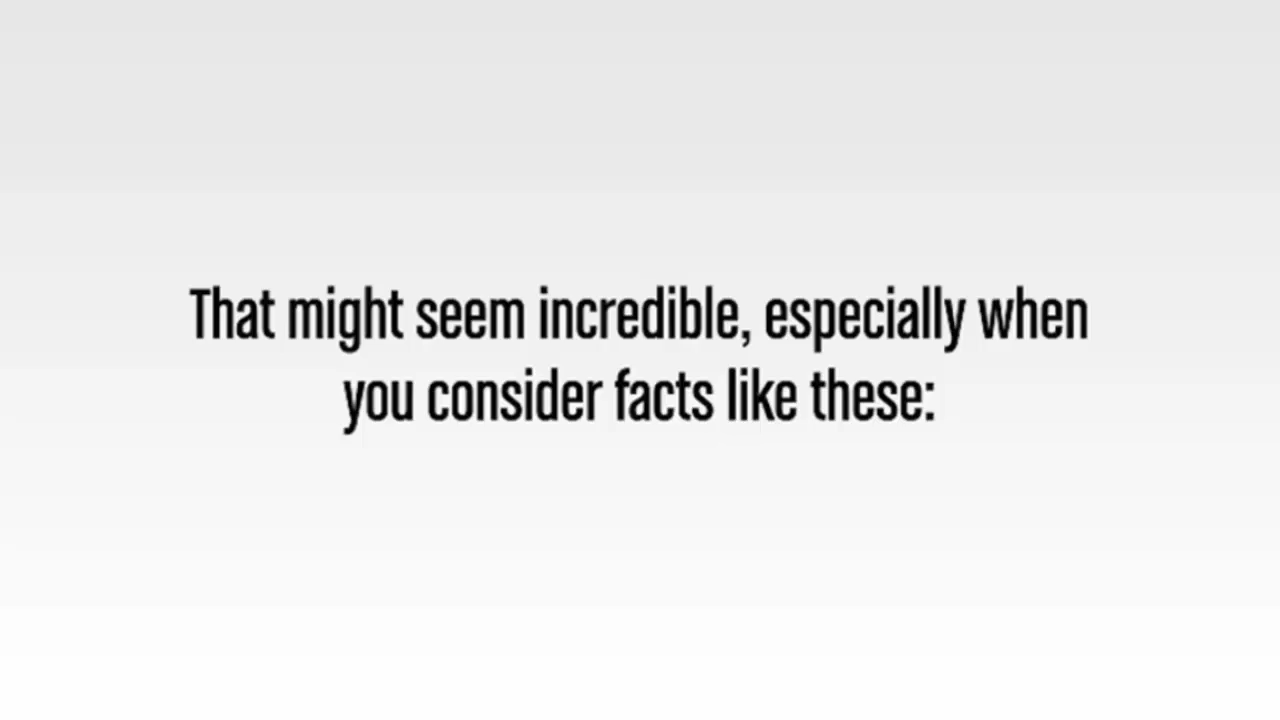 That might seem incredible, especially when
you consider facts like these: